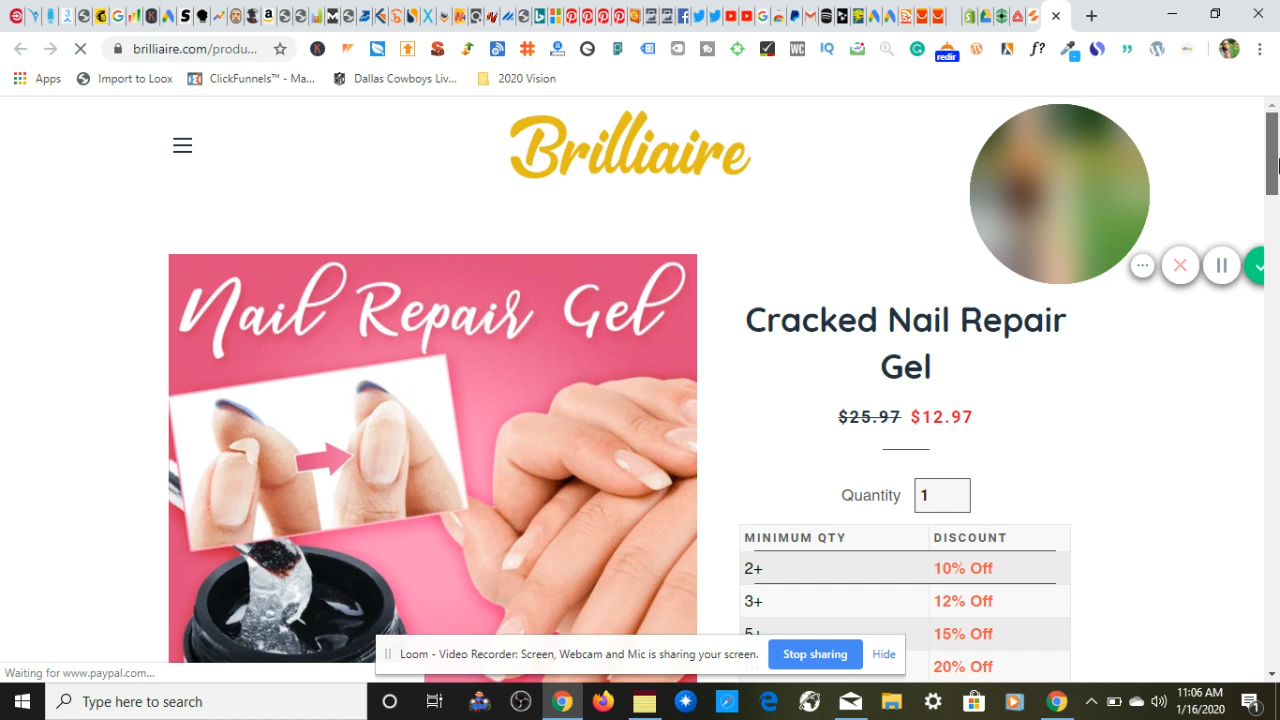 brilliaire.com/produ...
redir
Apps
Import to Loox
ClickFunnels™ - Ma...
Dallas Cowboys Liv...
2020 Vision
Brilliaire
Nail Repair Gel
Cracked Nail Repair
Gel
$25.97 $12.97
Quantity 1
MINIMUM QTY DISCOUNT
2+ 10% Off
3+ 12% Off
5+ 15% Off
20% Off
Loom - Video Recorder: Screen, Webcam and Mic is sharing your screen.
Stop sharing
Hide
Waiting for www.paypal.com...
Type here to search
11:06 AM
1/16/2020